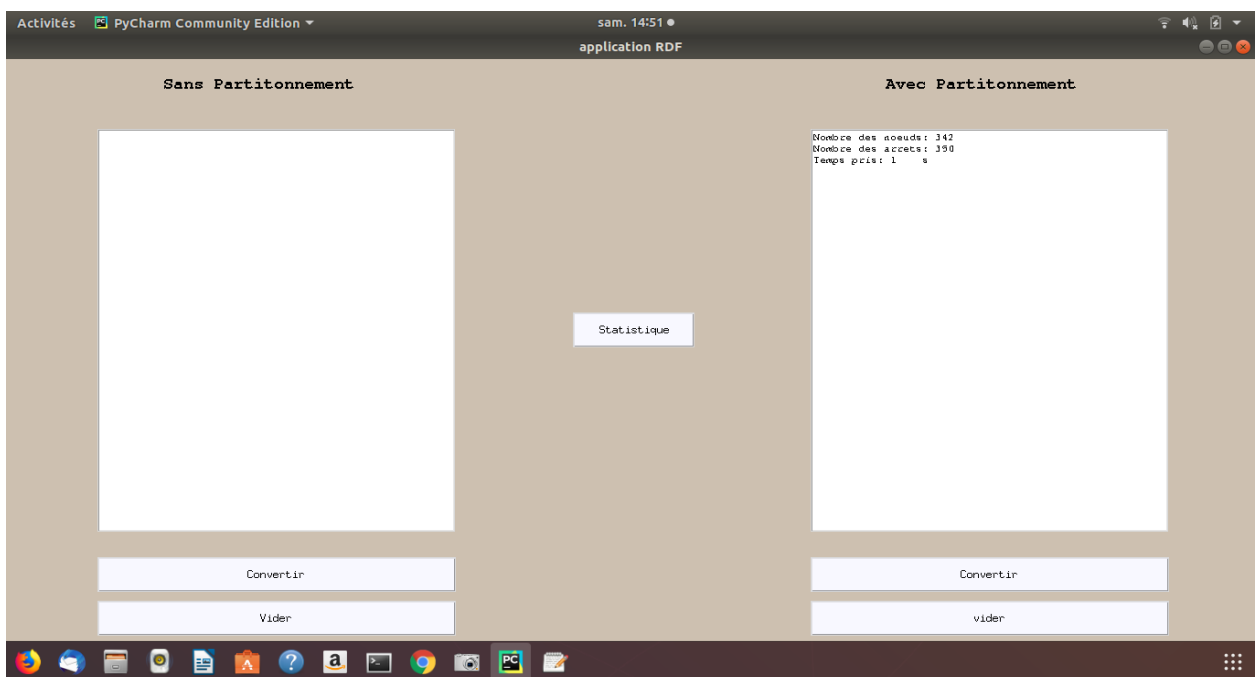 Activités PyCharm Community Edition sam. 14:51
application RDF
Sans Partitonnement
Avec Partitonnement
Nombre des noeuds: 342
Nombre des arrets: 390
Temps pris: 1 s
Statistique
Convertir
Convertir
Vider
vider